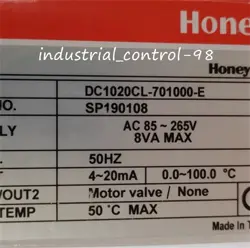 Honey
industrial_control-98
Honeywe
DC1020CL-701000-E
NO. SP190108
LY AC 85 ~ 265V
8VA MAX
50HZ
4~20mA 0.0~100.0 °C
/OUT2 Motor valve / None
TEMP 50 °C MAX
Made in T